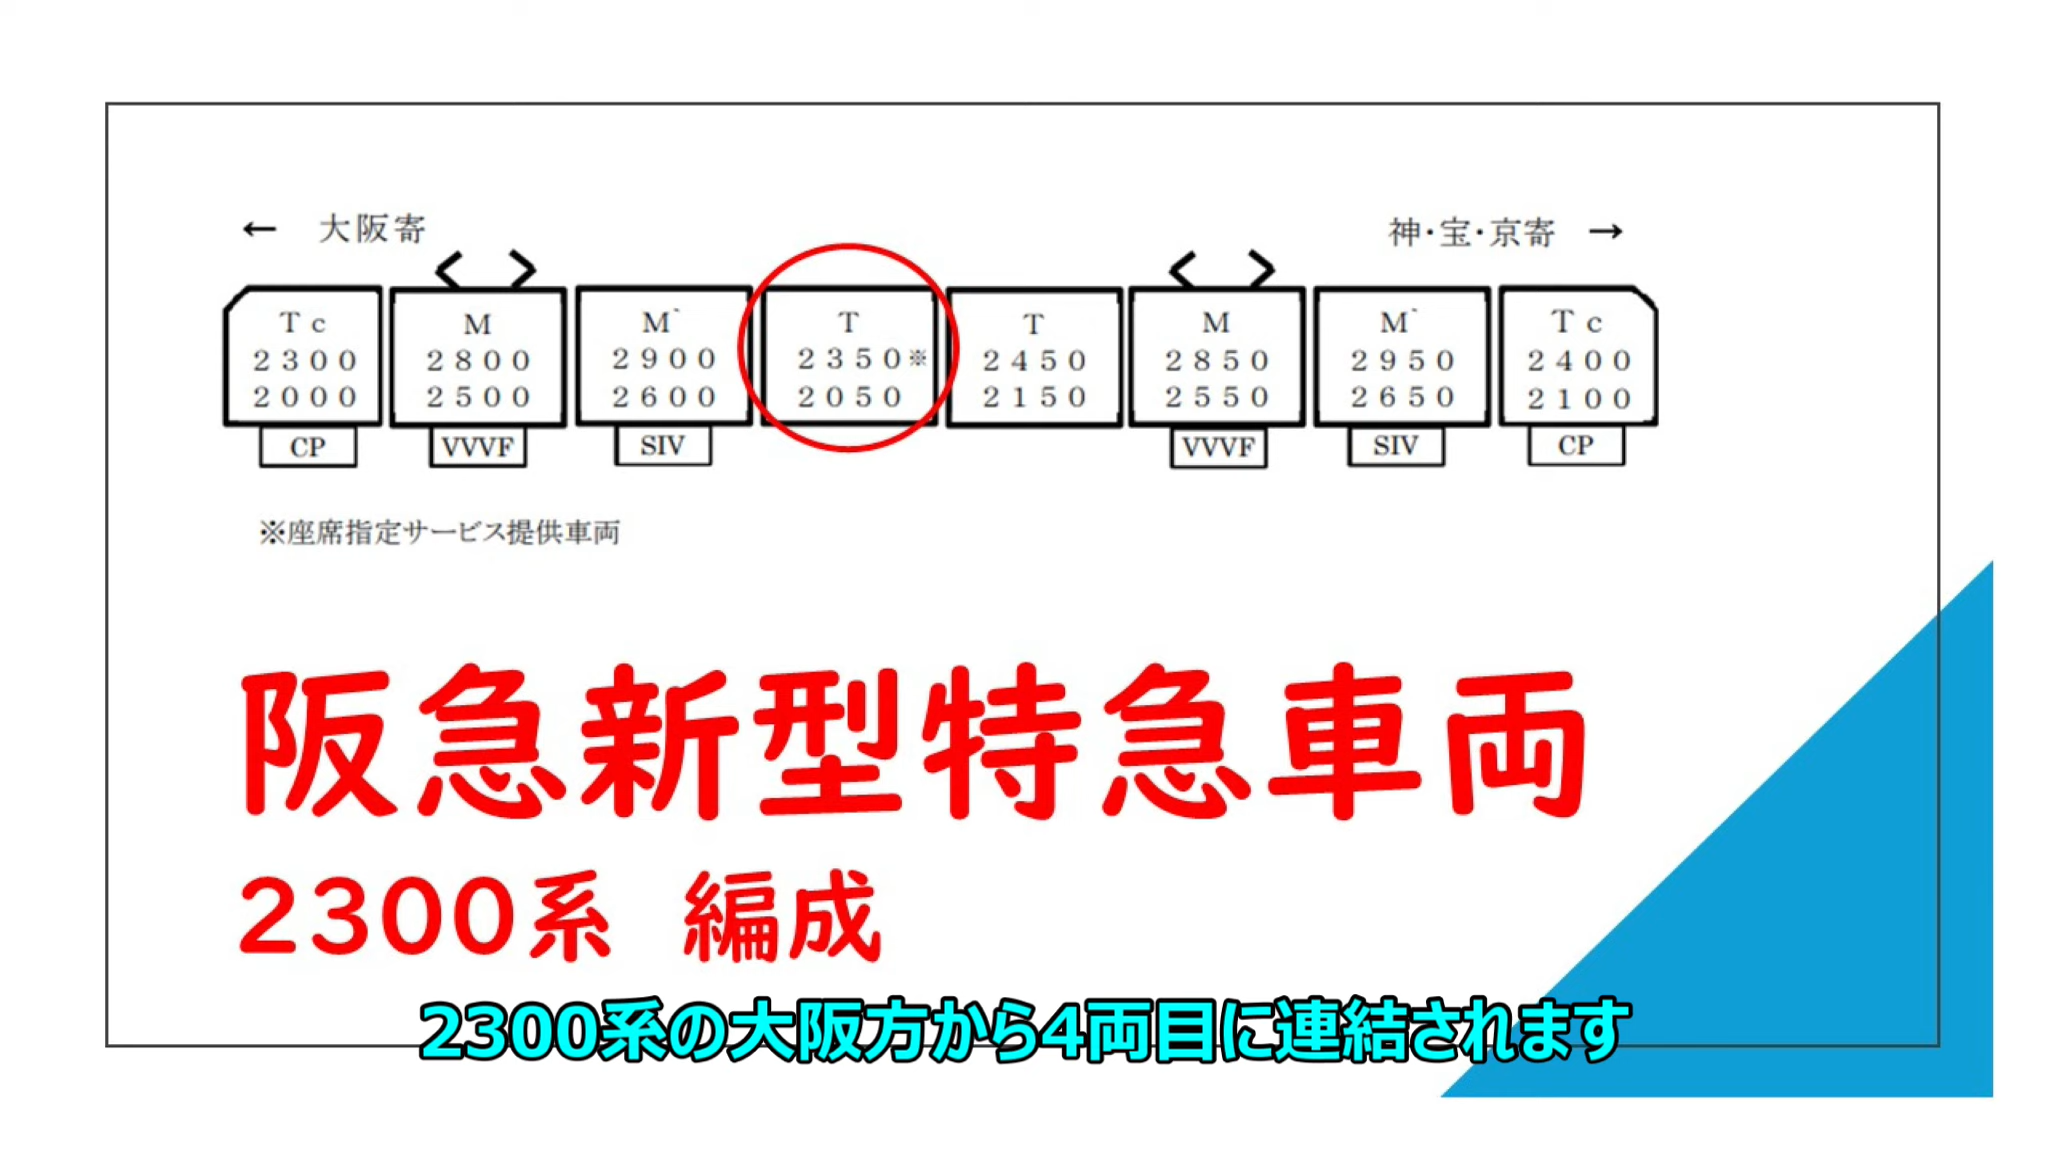 ← 大阪寄
神・宝・京寄 →
Tc M M` T T M M` Tc
2300 2800 2900 2350※ 2450 2850 2950 2400
2000 2500 2600 2050 2150 2550 2650 2100
CP VVVF SIV VVVF SIV CP
※座席指定サービス提供車両
阪急新型特急車両
2300系 編成
2300系の大阪方から4両目に連結されます